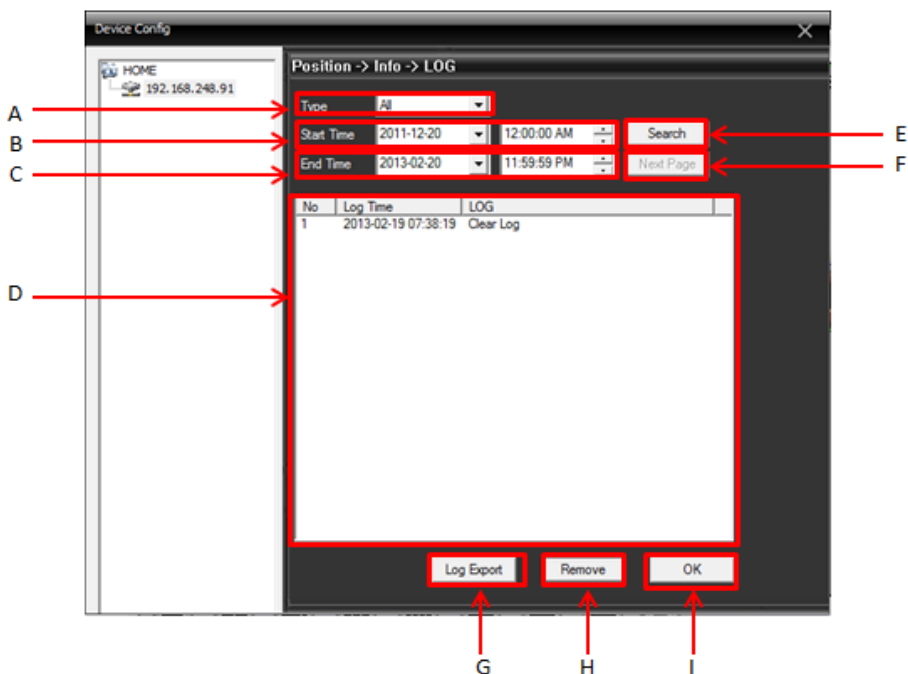 Device Config
HOME
192.168.248.91
Position -> Info -> LOG
A
Type All
B
Start Time 2011-12-20 12:00:00 AM Search
E
C
End Time 2013-02-20 11:59:59 PM Next Page
F
No Log Time LOG
1 2013-02-19 07:38:19 Clear Log
D
Log Export Remove OK
G H I